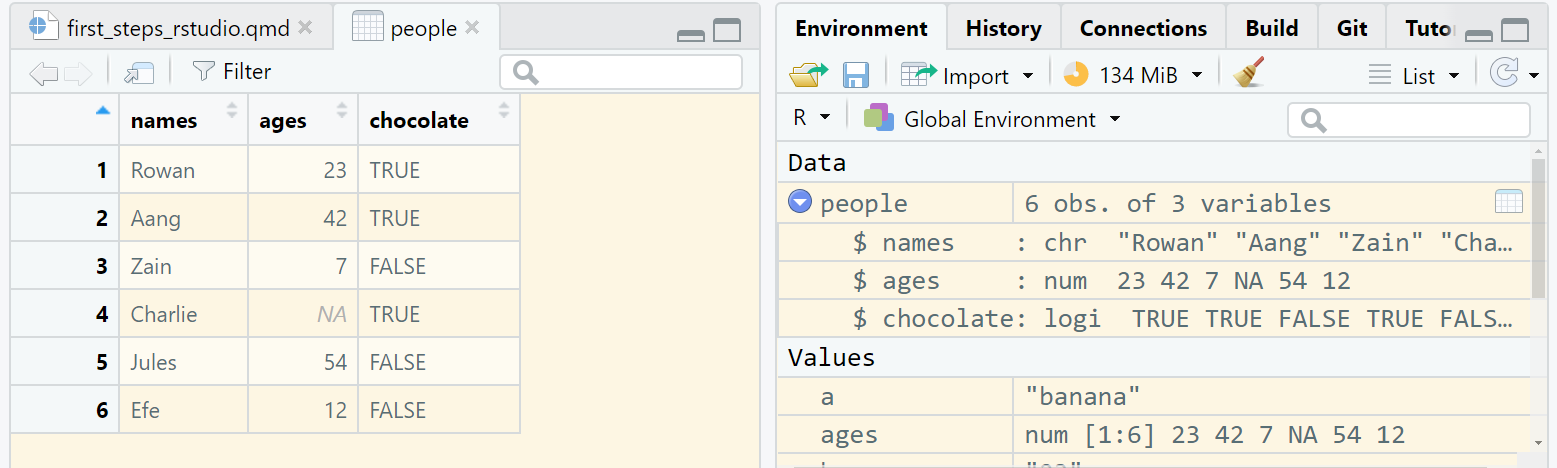 first_steps_rstudio.qmd
people
Filter
names ages chocolate
1 Rowan 23 TRUE
2 Aang 42 TRUE
3 Zain 7 FALSE
4 Charlie NA TRUE
5 Jules 54 FALSE
6 Efe 12 FALSE
Environment History Connections Build Git Tuto
Import 134 MiB List
R Global Environment
Data
people 6 obs. of 3 variables
$ names : chr "Rowan" "Aang" "Zain" "Cha…
$ ages : num 23 42 7 NA 54 12
$ chocolate: logi TRUE TRUE FALSE TRUE FALS…
Values
a "banana"
ages num [1:6] 23 42 7 NA 54 12